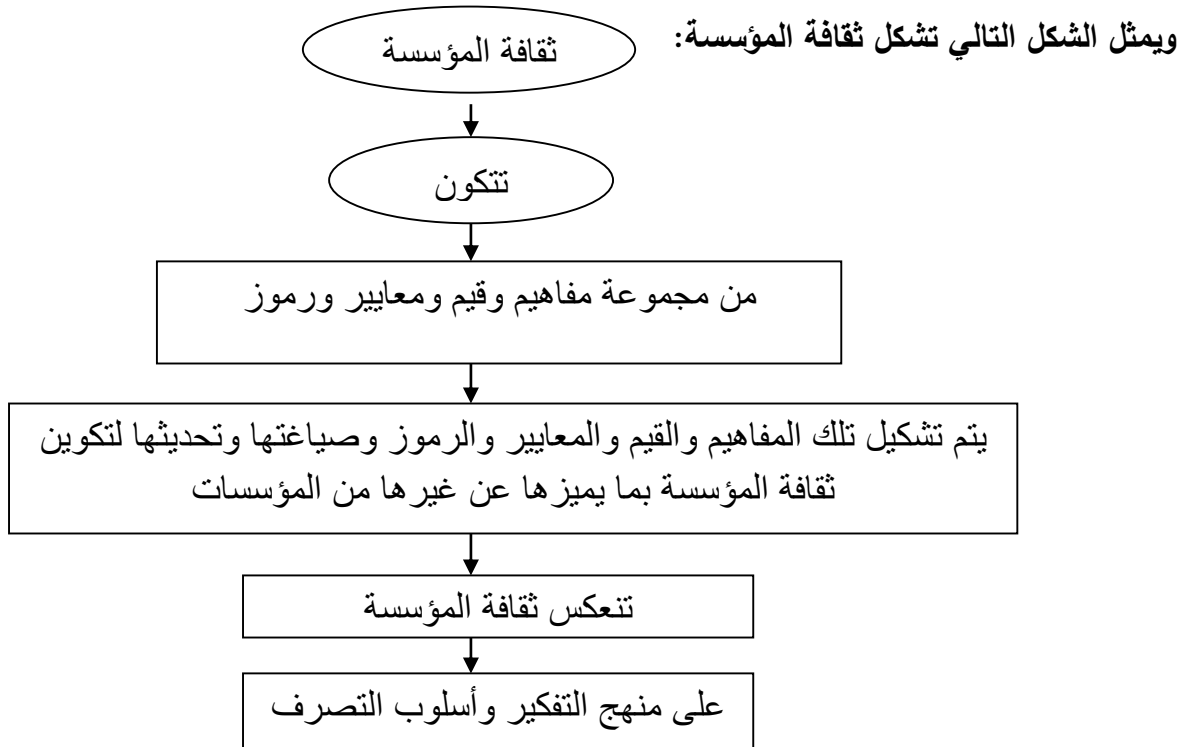 ويمثل الشكل التالي تشكل ثقافة المؤسسة:
ثقافة المؤسسة
تتكون
من مجموعة مفاهيم وقيم ومعايير ورموز
يتم تشكيل تلك المفاهيم والقيم والمعايير والرموز وصياغتها وتحديثها لتكوين
ثقافة المؤسسة بما يميزها عن غيرها من المؤسسات
تنعكس ثقافة المؤسسة
على منهج التفكير وأسلوب التصرف